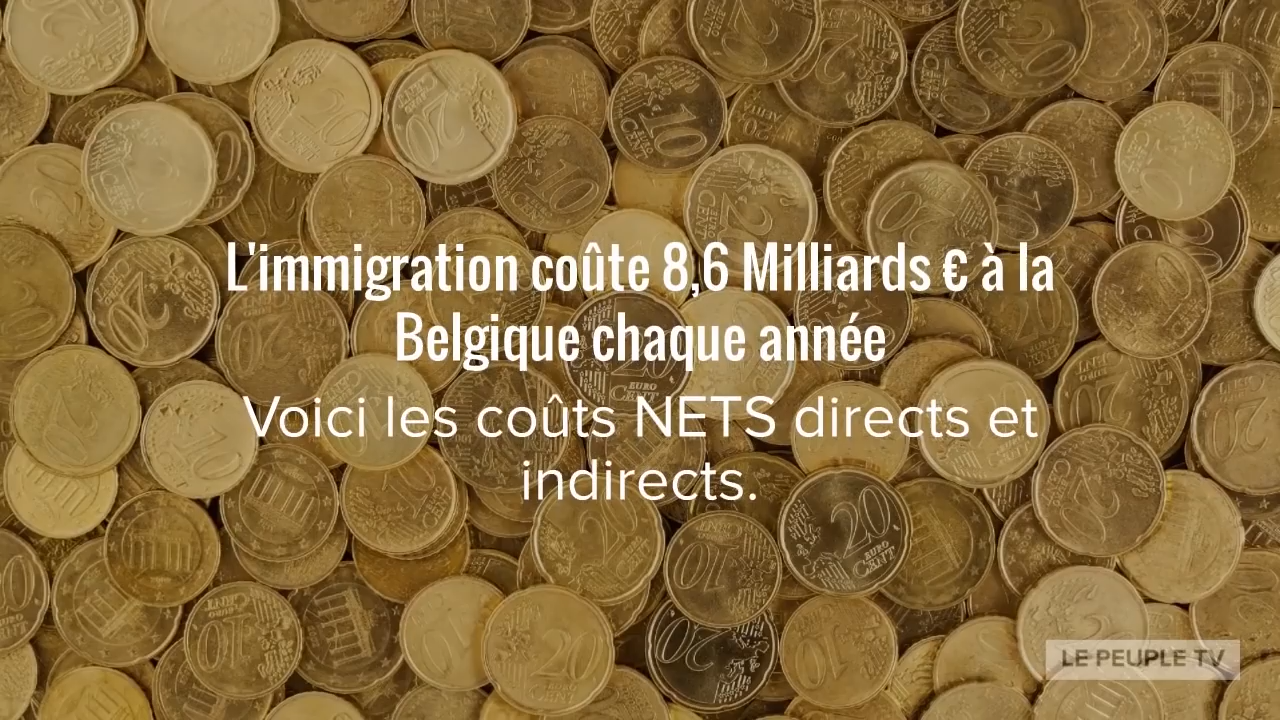 L'immigration coûte 8,6 Milliards € à la
Belgique chaque année
Voici les coûts NETS directs et
indirects.
LE PEUPLE TV